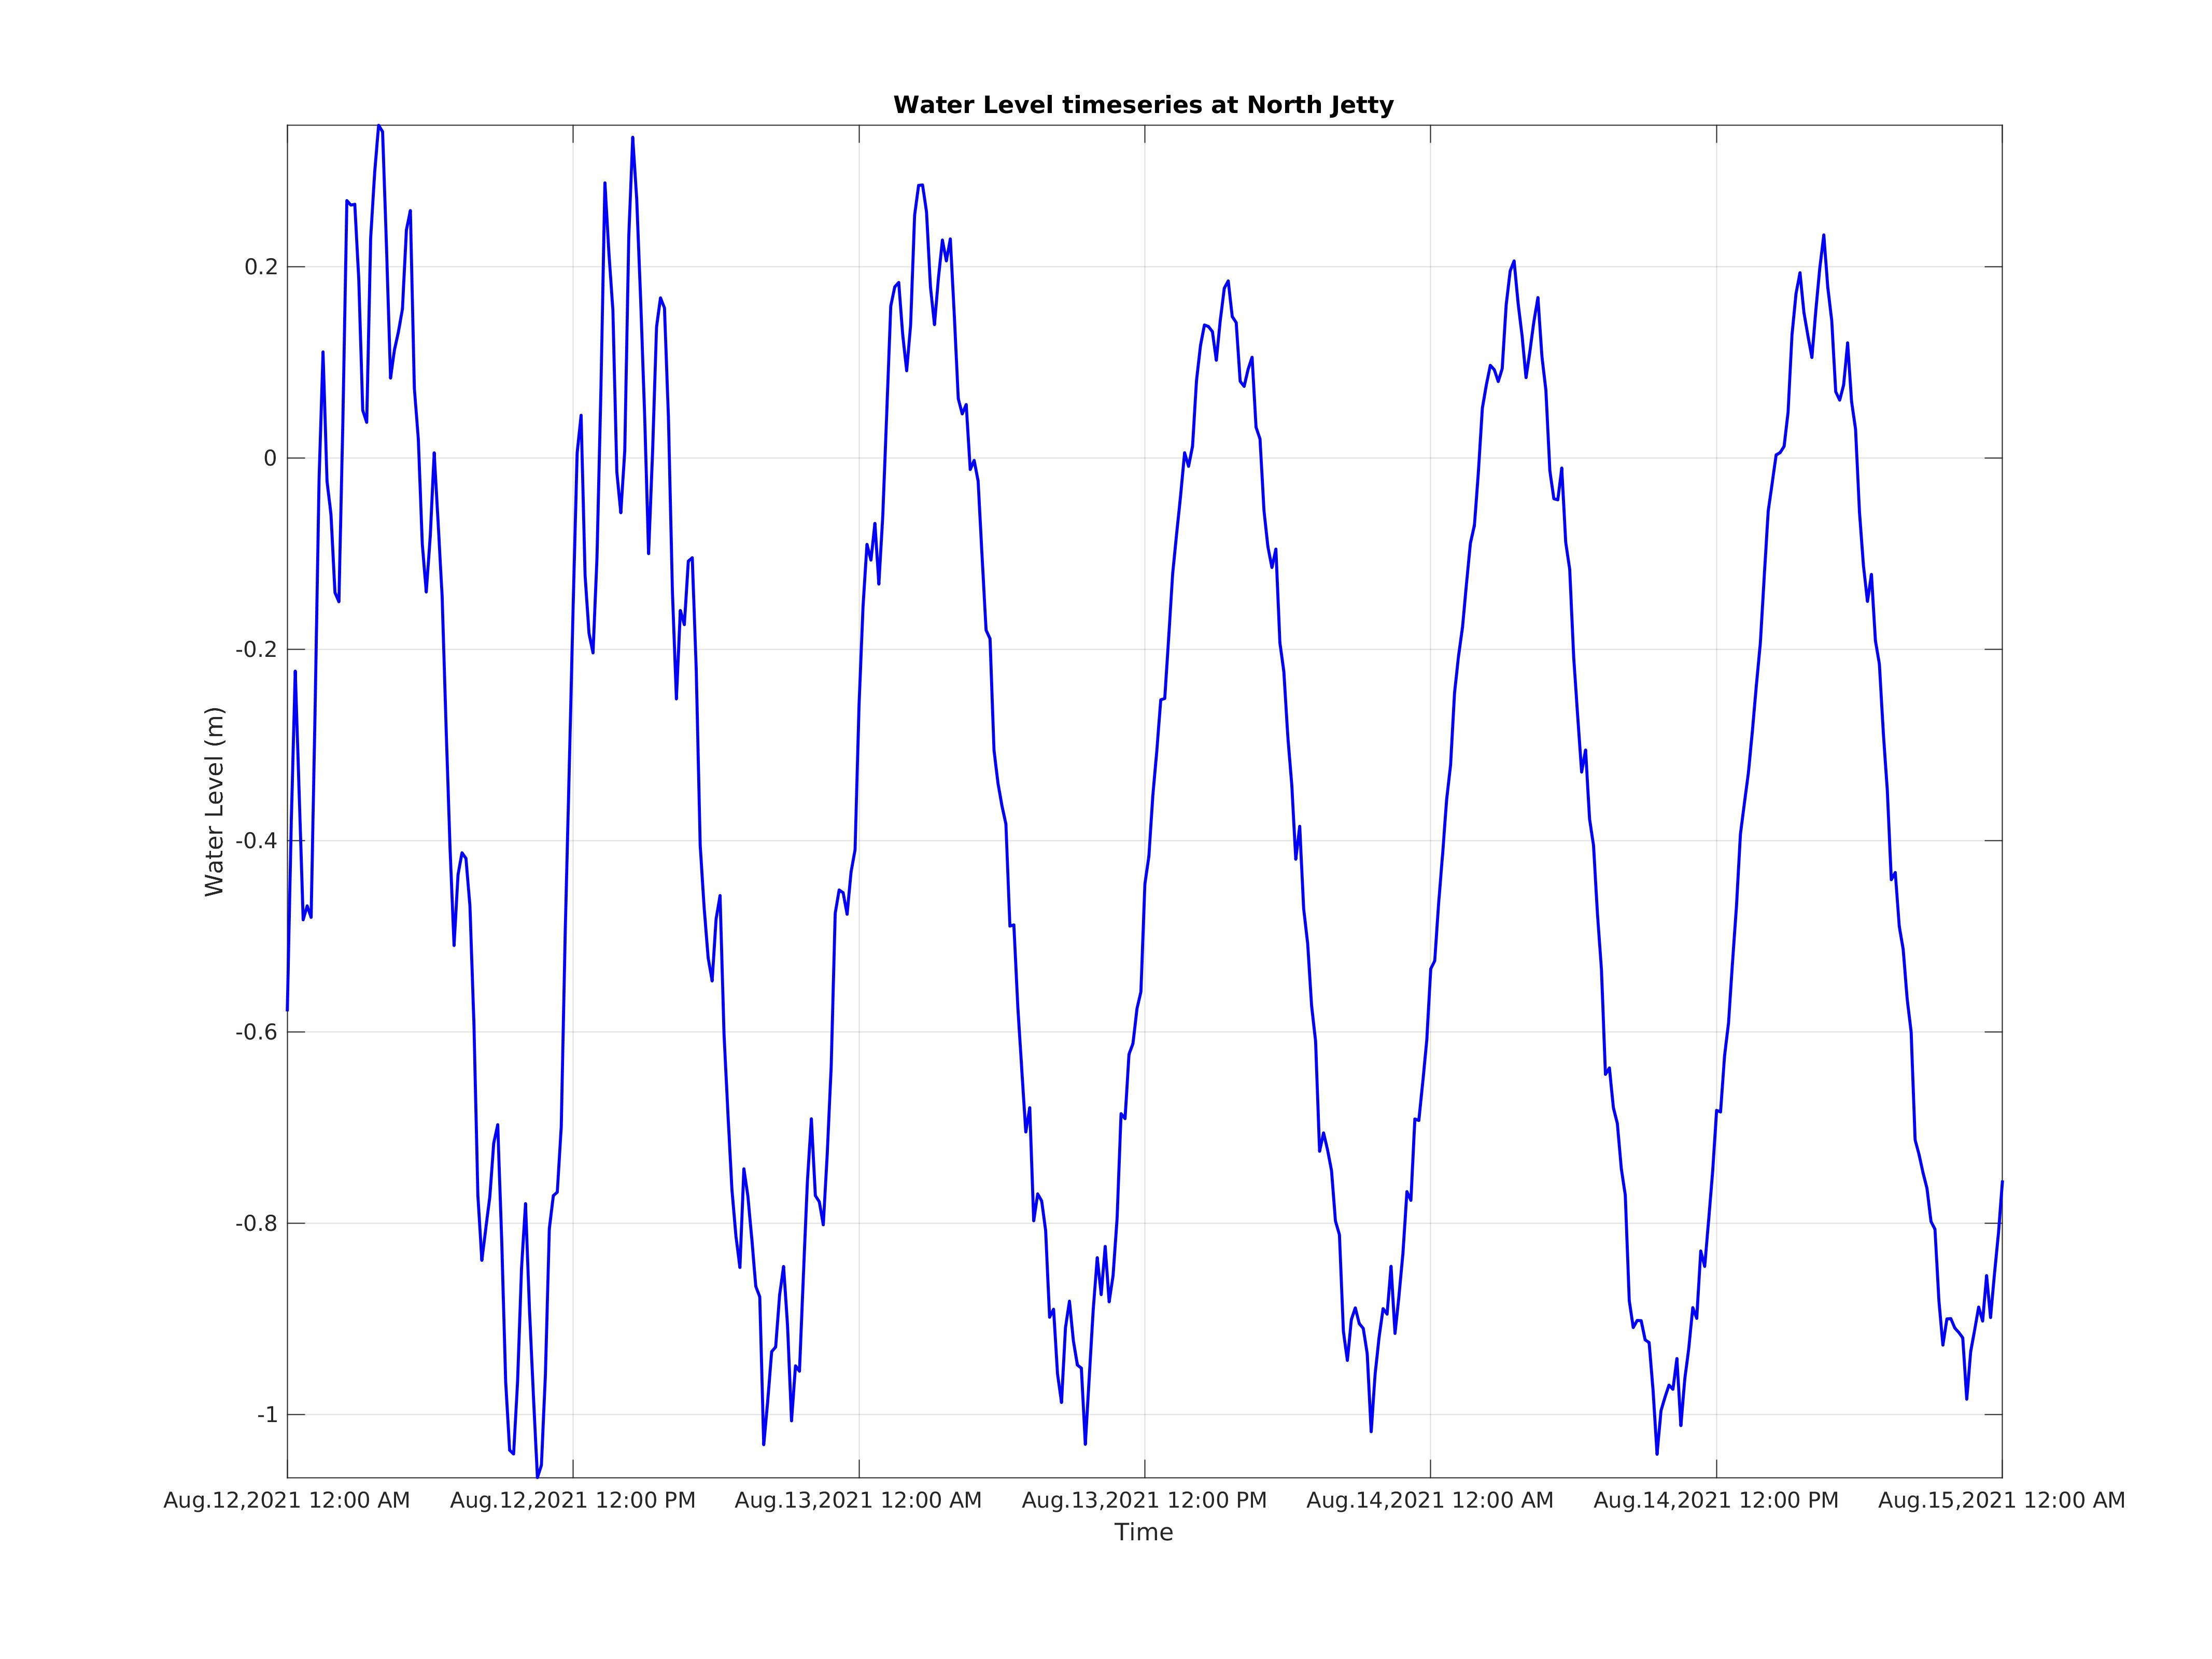 Water Level timeseries at North Jetty
0.2
0
-0.2
-0.4
-0.6
-0.8
-1
Water Level (m)
Aug.12,2021 12:00 AM
Aug.12,2021 12:00 PM
Aug.13,2021 12:00 AM
Aug.13,2021 12:00 PM
Aug.14,2021 12:00 AM
Aug.14,2021 12:00 PM
Aug.15,2021 12:00 AM
Time